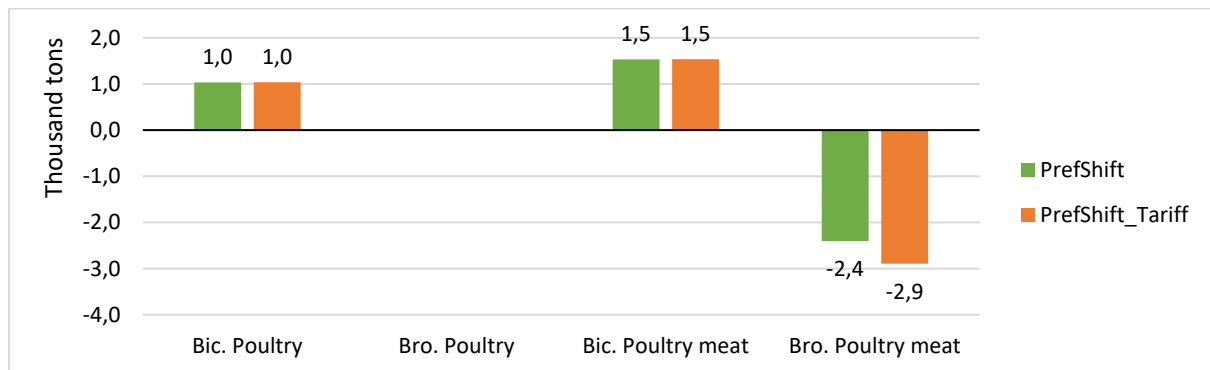 Thousand tons
2,0
1,0
0,0
-1,0
-2,0
-3,0
-4,0
1,0 1,0
1,5 1,5
-2,4
-2,9
Bic. Poultry Bro. Poultry Bic. Poultry meat Bro. Poultry meat
PrefShift
PrefShift_Tariff